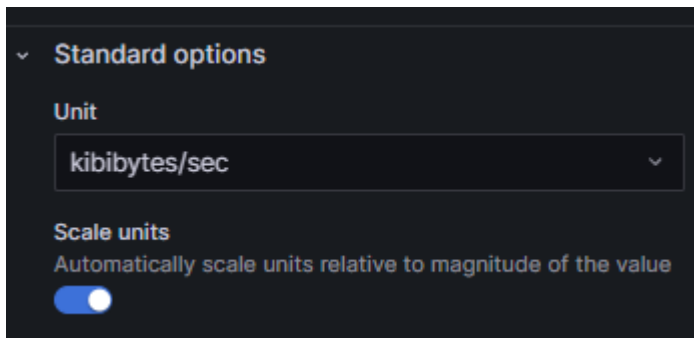 Standard options
Unit
kibibytes/sec
Scale units
Automatically scale units relative to magnitude of the value